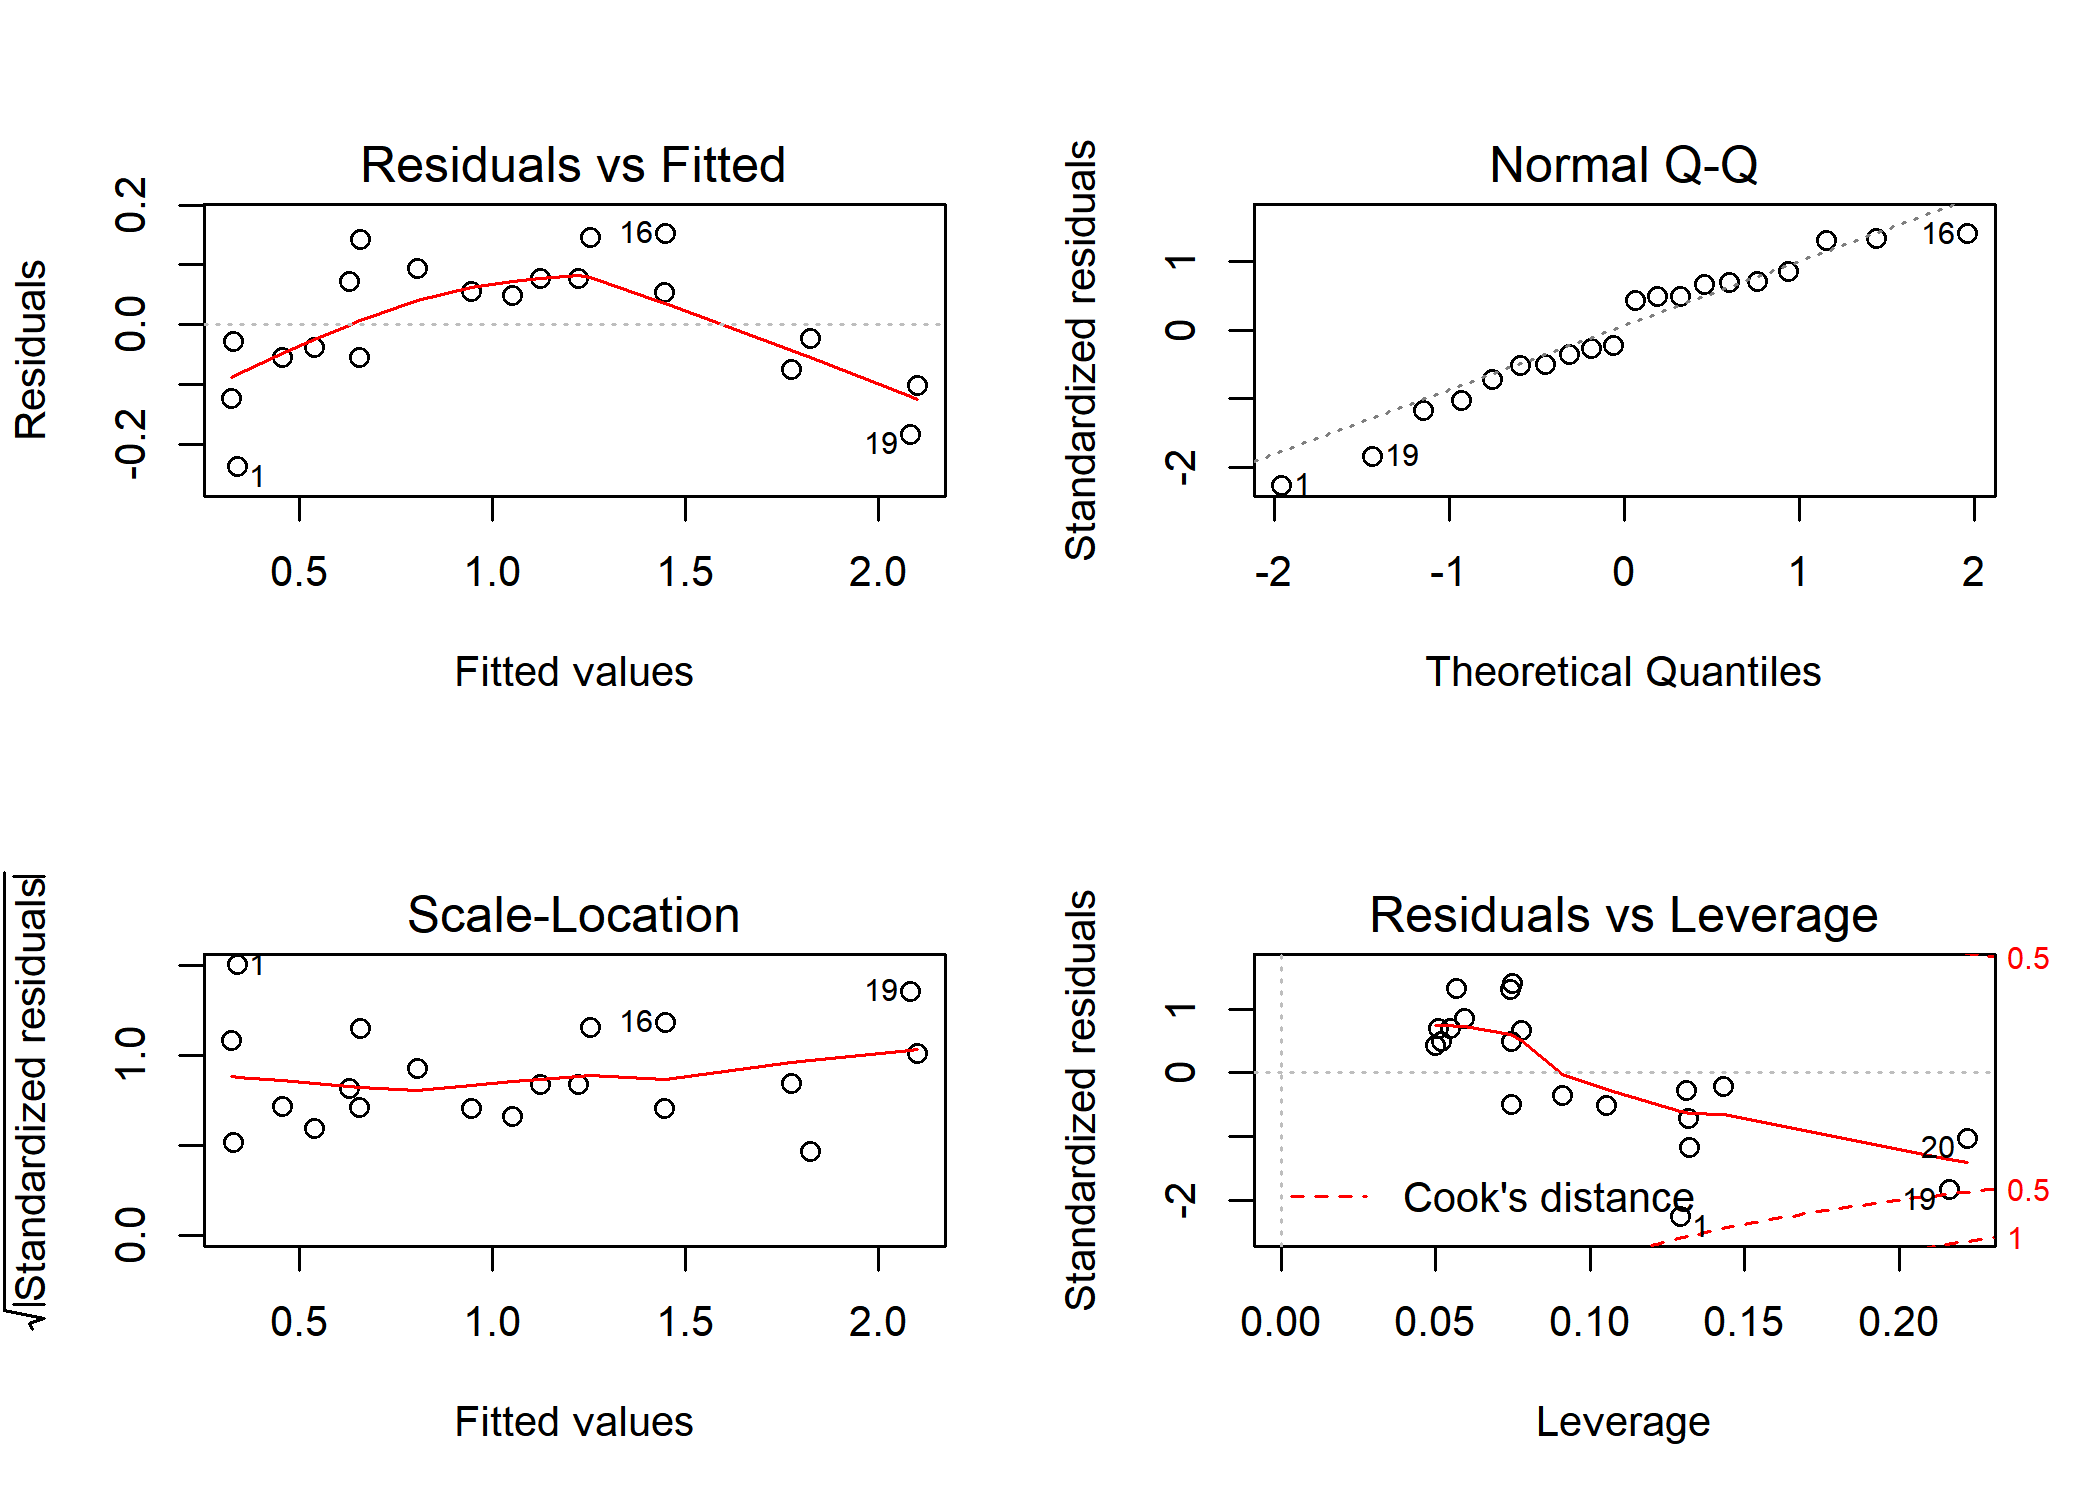 Residuals vs Fitted
Residuals
0.2
0.0
-0.2
16
19
1
0.5 1.0 1.5 2.0
Fitted values
Normal Q-Q
Standardized residuals
1
0
-2
16
19
1
-2 -1 0 1 2
Theoretical Quantiles
Scale-Location
√|Standardized residuals|
1.0
0.0
1
16
19
0.5 1.0 1.5 2.0
Fitted values
Residuals vs Leverage
Standardized residuals
1
0
-2
0.5
20
0.5
19
Cook's distance
1
1
0.00 0.05 0.10 0.15 0.20
Leverage